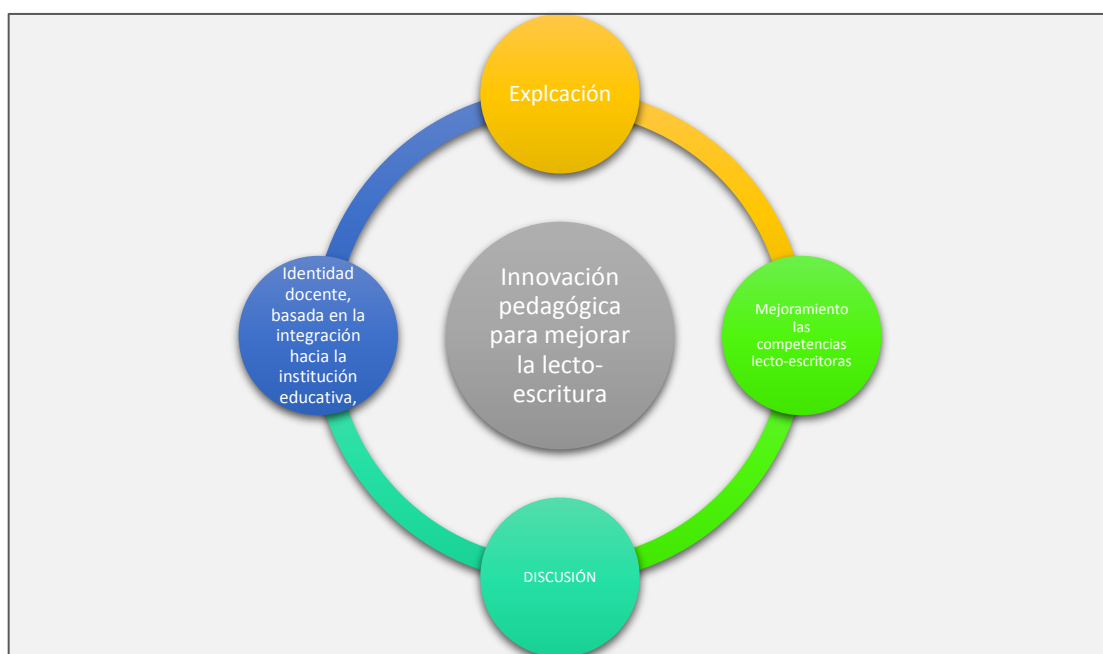 Explcación
Identidad
docente,
basada en la
integración
hacia la
institución
educativa,
Innovación
pedagógica
para mejorar
la lecto-
escritura
Mejoramiento
las
competencias
lecto-escritoras
DISCUSIÓN